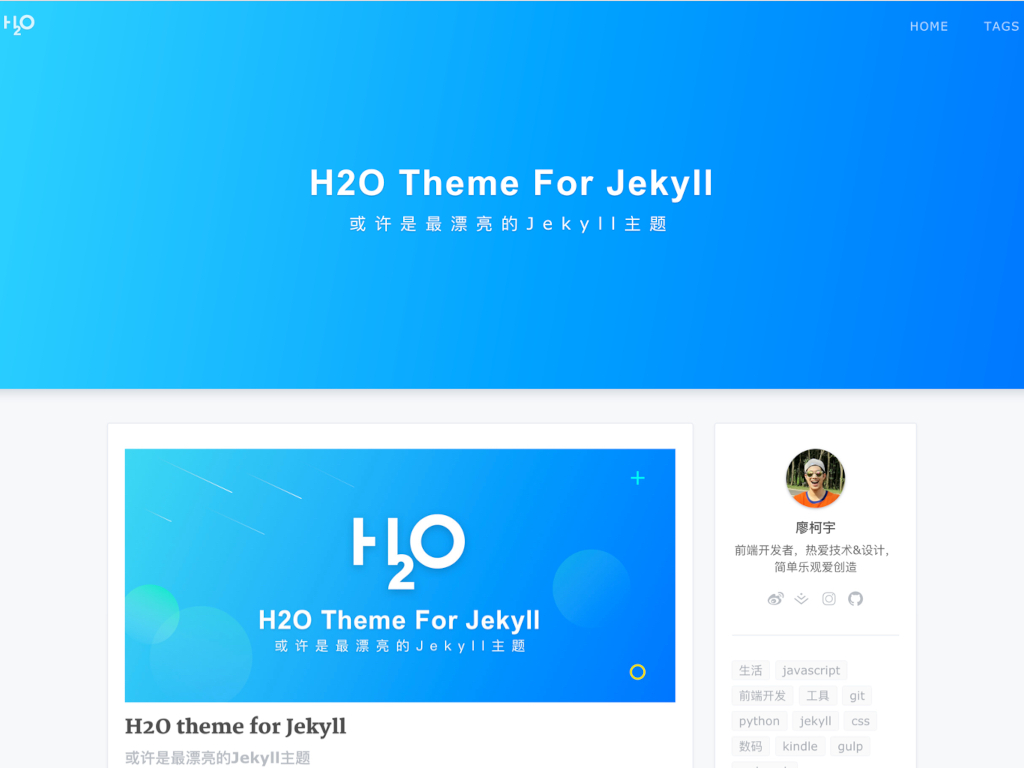 H2O
HOME TAGS
H2O Theme For Jekyll
或许是最漂亮的Jekyll主题
H2O
H2O Theme For Jekyll
或许是最漂亮的Jekyll主题
H2O theme for Jekyll
或许是最漂亮的Jekyll主题
廖柯宇
前端开发者，热爱技术&设计，
简单乐观爱创造
生活 javascript
前端开发 工具 git
python jekyll css
数码 kindle gulp